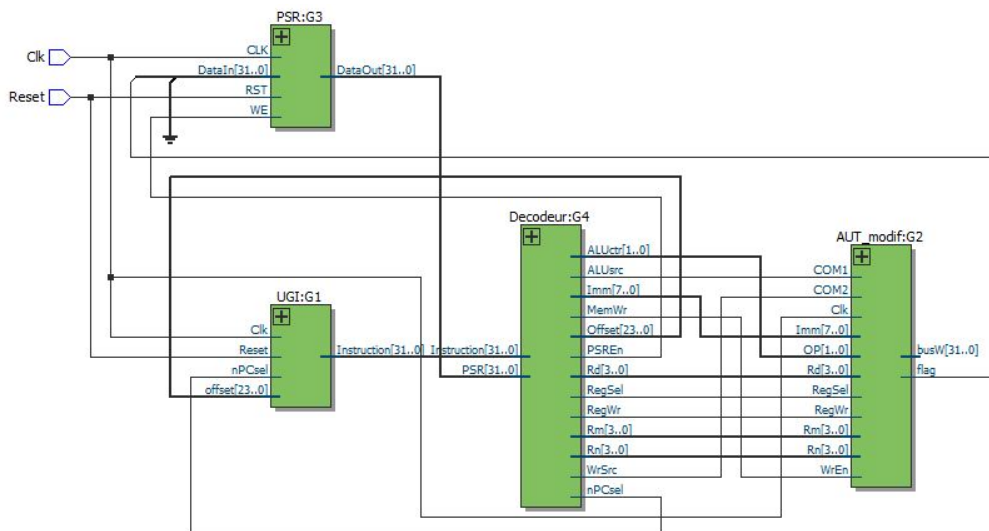 PSR:G3
Clk
CLK
DataIn[31..0]
DataOut[31..0]
Reset
RST
WE
Decodeur:G4
ALUctr[1..0]
ALUsrc
Imm[7..0]
MemWr
Offset[23..0]
PSREn
Rd[3..0]
RegSel
RegWr
Rm[3..0]
Rn[3..0]
WrSrc
nPCsel
Instruction[31..0]
PSR[31..0]
AUT_modif:G2
COM1
COM2
Clk
Imm[7..0]
OP[1..0]
Rd[3..0]
RegSel
RegWr
Rm[3..0]
Rn[3..0]
WrEn
busW[31..0]
flag
UGI:G1
Clk
Reset
nPCsel
offset[23..0]
Instruction[31..0]